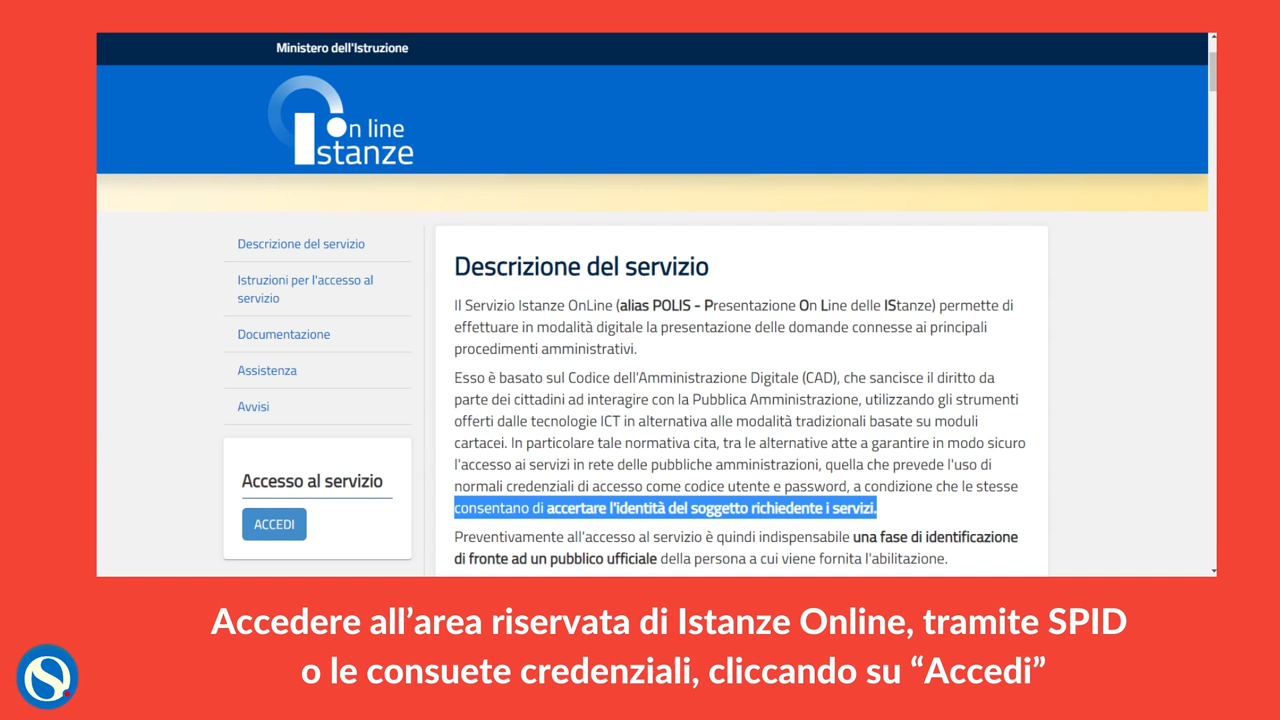 Ministero dell'Istruzione
On line
Istanze
Descrizione del servizio
Istruzioni per l'accesso al
servizio
Documentazione
Assistenza
Avvisi
Accesso al servizio
ACCEDI
Descrizione del servizio
Il Servizio Istanze OnLine (alias POLIS - Presentazione On Line delle IStanze) permette di
effettuare in modalità digitale la presentazione delle domande connesse ai principali
procedimenti amministrativi.
Esso è basato sul Codice dell'Amministrazione Digitale (CAD), che sancisce il diritto da
parte dei cittadini ad interagire con la Pubblica Amministrazione, utilizzando gli strumenti
offerti dalle tecnologie ICT in alternativa alle modalità tradizionali basate su moduli
cartacei. In particolare tale normativa cita, tra le alternative atte a garantire in modo sicuro
l'accesso ai servizi in rete delle pubbliche amministrazioni, quella che prevede l'uso di
normali credenziali di accesso come codice utente e password, a condizione che le stesse
consentano di accertare l'identità del soggetto richiedente i servizi.
Preventivamente all'accesso al servizio è quindi indispensabile una fase di identificazione
di fronte ad un pubblico ufficiale della persona a cui viene fornita l'abilitazione.
Accedere all’area riservata di Istanze Online, tramite SPID
o le consuete credenziali, cliccando su “Accedi”
S